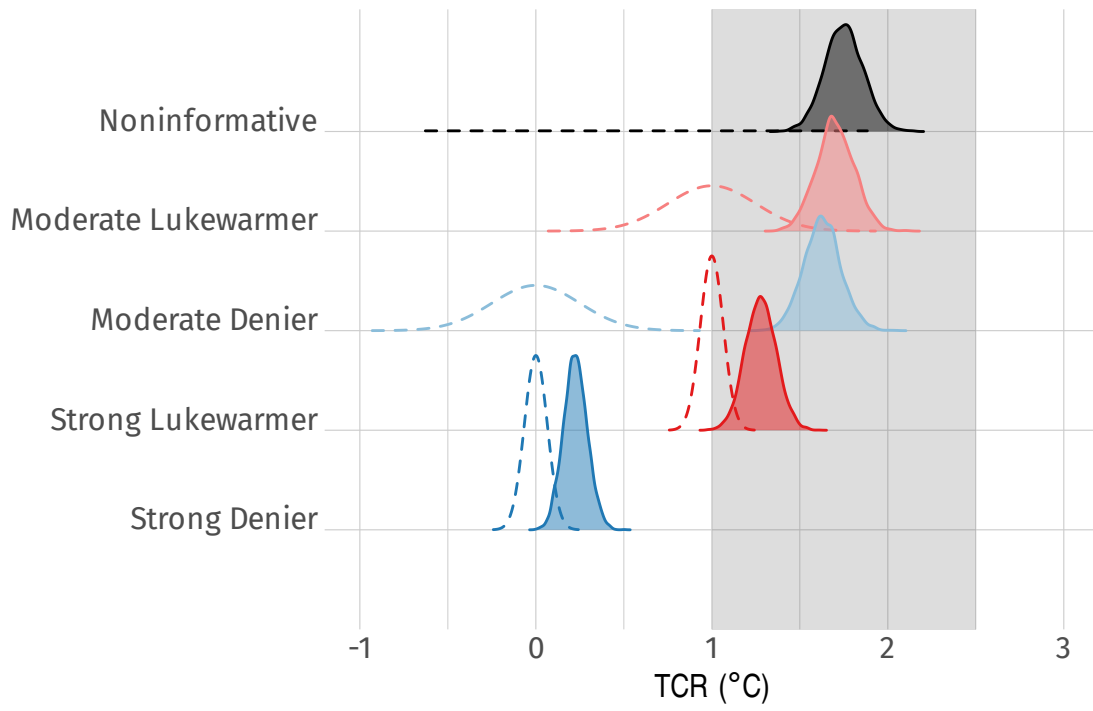 Noninformative
Moderate Lukewarmer
Moderate Denier
Strong Lukewarmer
Strong Denier
-1 0 1 2 3
TCR (°C)